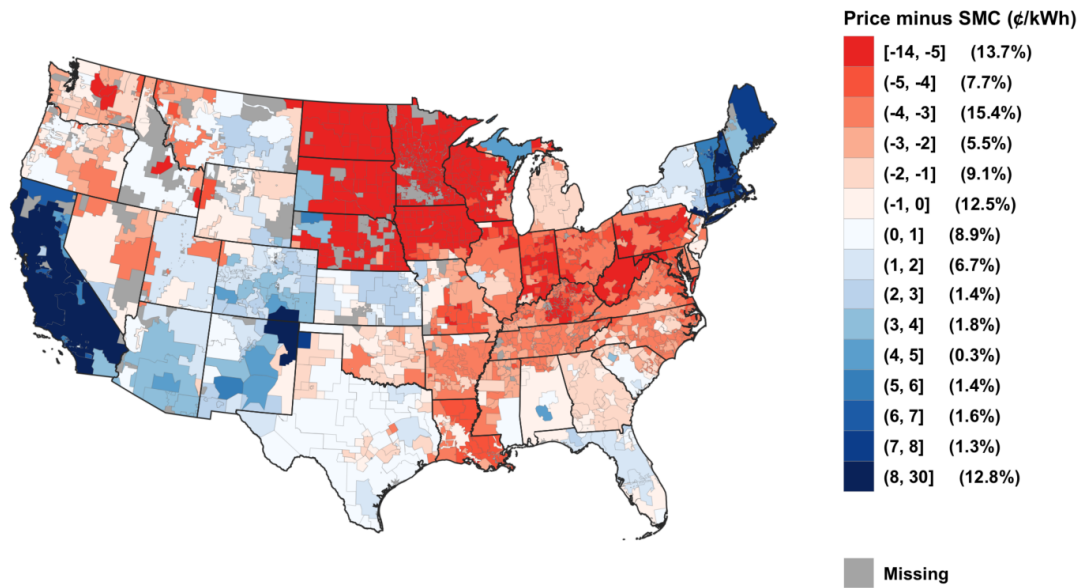 Price minus SMC (¢/kWh)
[-14, -5] (13.7%)
(-5, -4] (7.7%)
(-4, -3] (15.4%)
(-3, -2] (5.5%)
(-2, -1] (9.1%)
(-1, 0] (12.5%)
(0, 1] (8.9%)
(1, 2] (6.7%)
(2, 3] (1.4%)
(3, 4] (1.8%)
(4, 5] (0.3%)
(5, 6] (1.4%)
(6, 7] (1.6%)
(7, 8] (1.3%)
(8, 30] (12.8%)
Missing